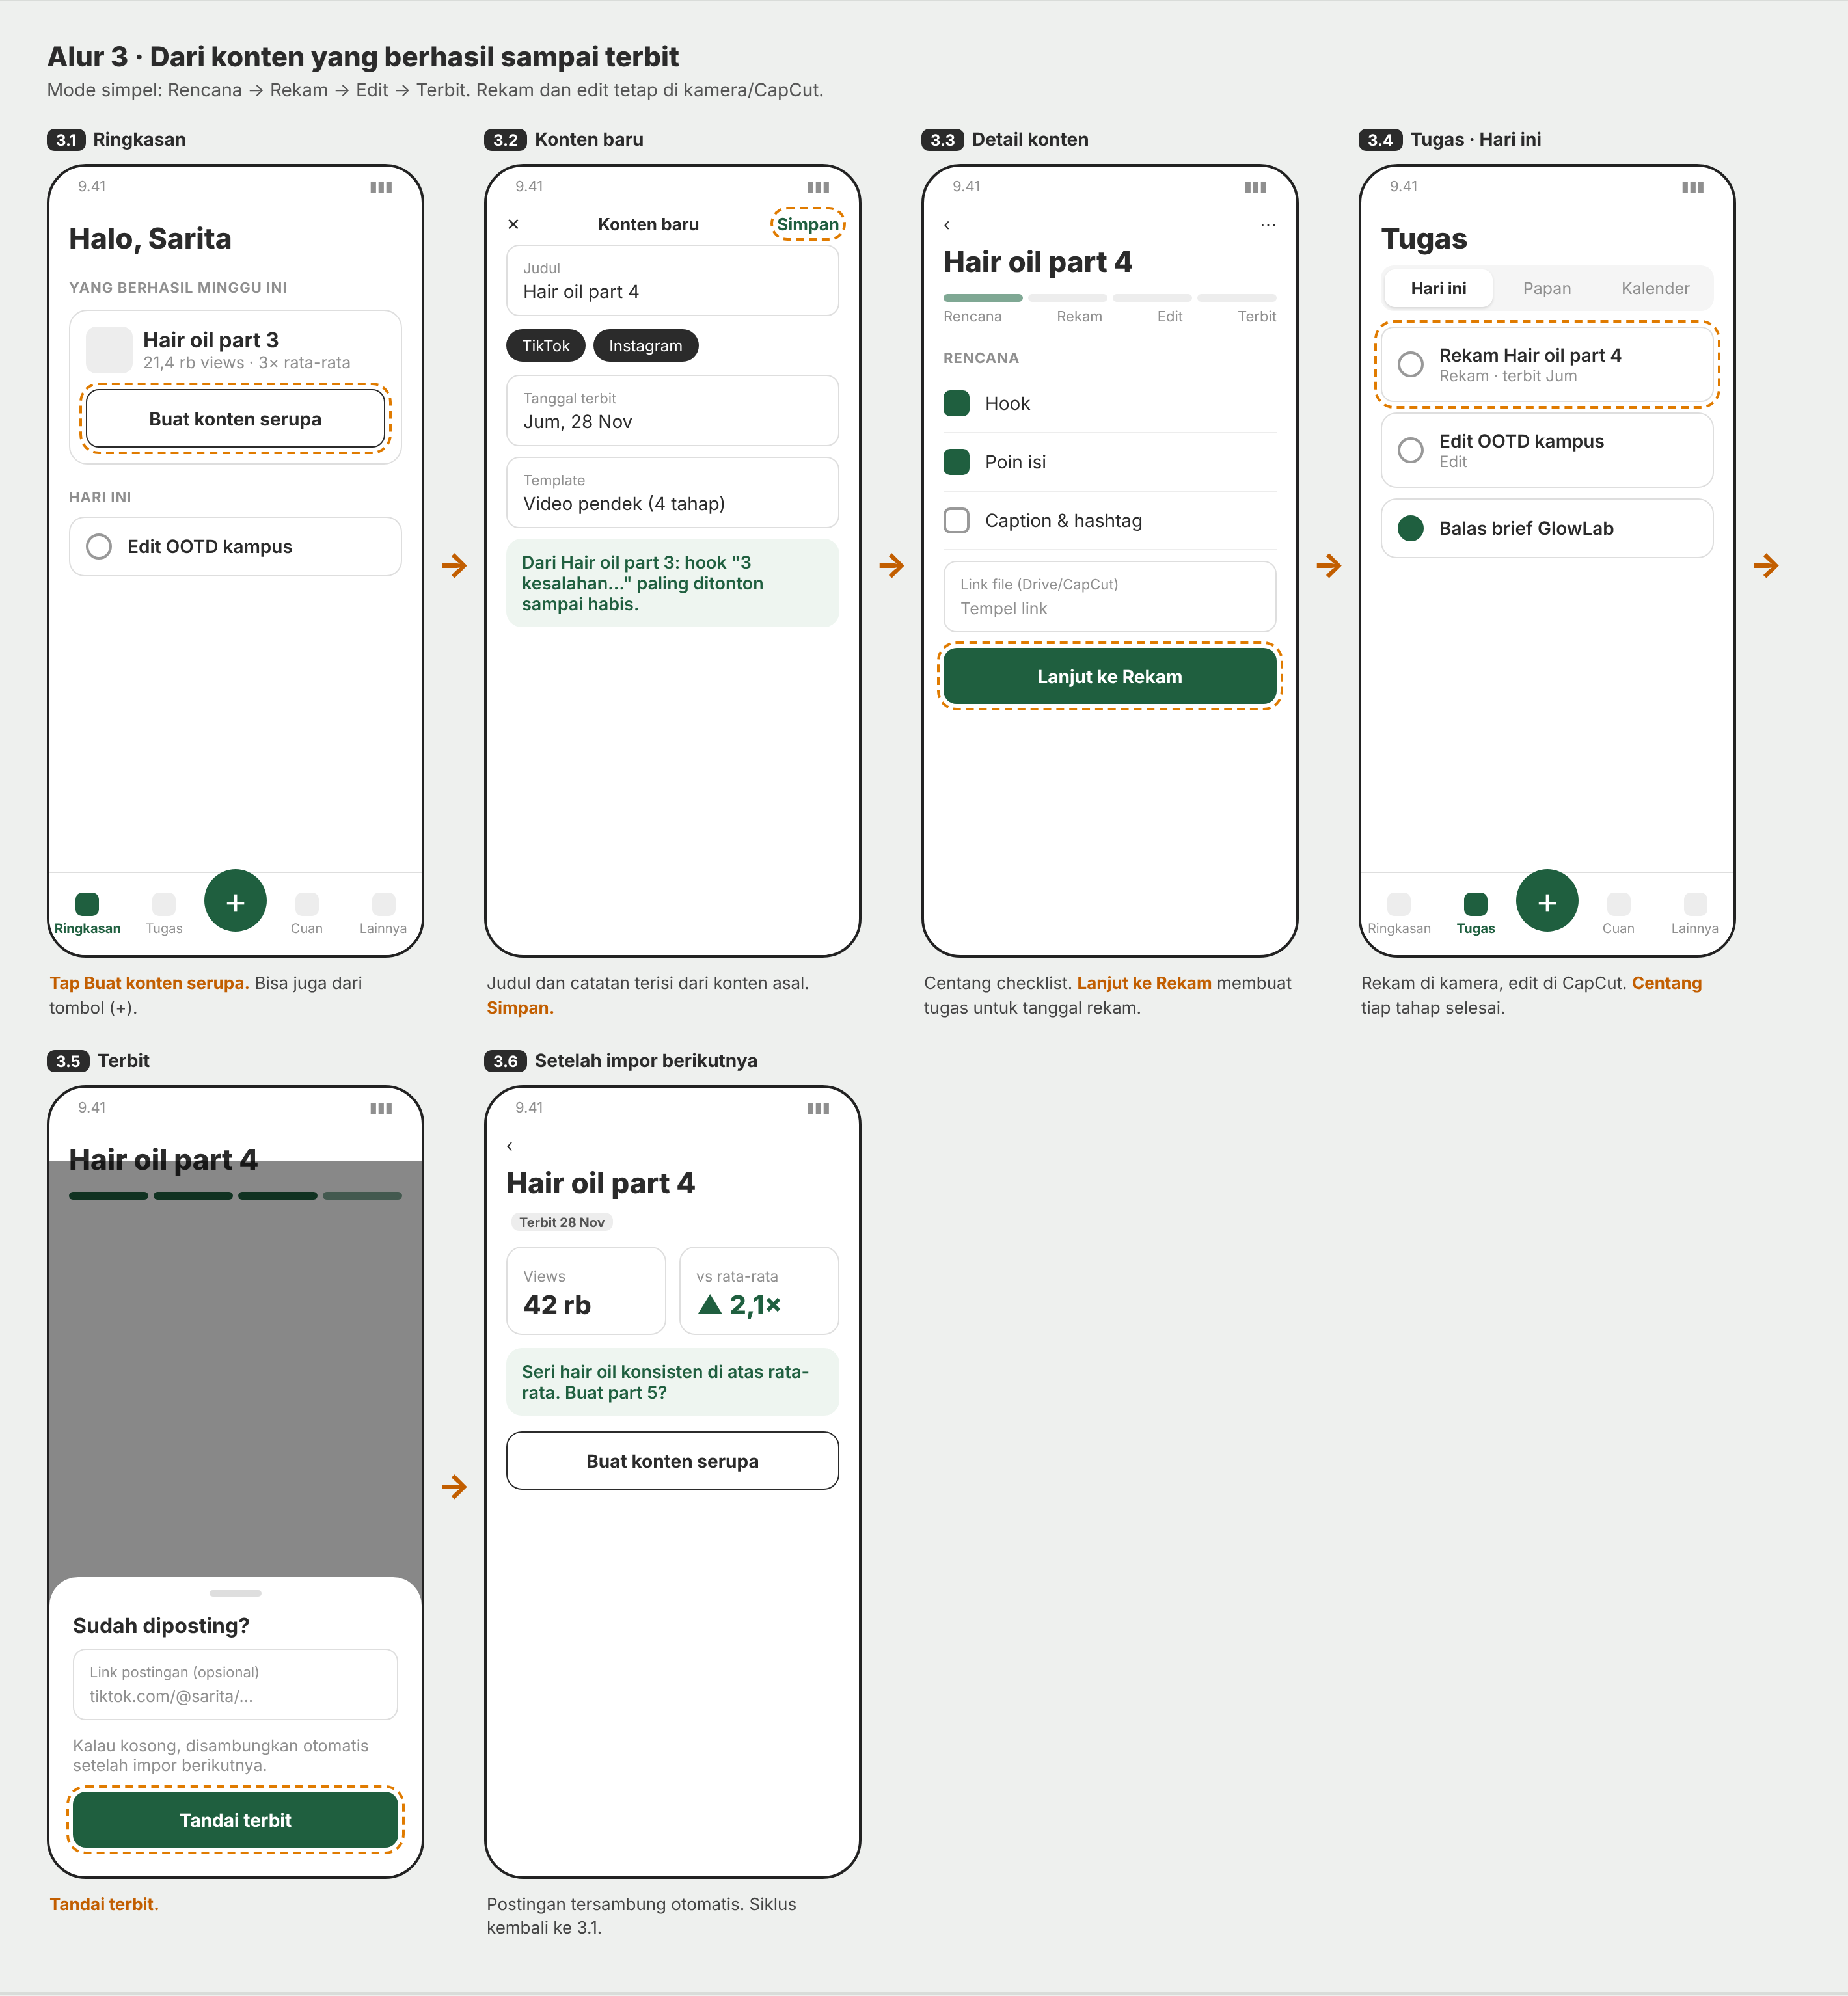 Alur 3 · Dari konten yang berhasil sampai terbit
Mode simpel: Rencana → Rekam → Edit → Terbit. Rekam dan edit tetap di kamera/CapCut.
3.1 Ringkasan
9.41
Halo, Sarita
YANG BERHASIL MINGGU INI
Hair oil part 3
21,4 rb views · 3× rata-rata
Buat konten serupa
HARI INI
Edit OOTD kampus
+
Ringkasan Tugas Cuan Lainnya
Tap Buat konten serupa. Bisa juga dari
tombol (+).
→
3.2 Konten baru
9.41
✕ Konten baru Simpan
Judul
Hair oil part 4
TikTok Instagram
Tanggal terbit
Jum, 28 Nov
Template
Video pendek (4 tahap)
Dari Hair oil part 3: hook "3
kesalahan..." paling ditonton
sampai habis.
Judul dan catatan terisi dari konten asal.
Simpan.
→
3.3 Detail konten
9.41
‹ ...
Hair oil part 4
Rencana Rekam Edit Terbit
RENCANA
Hook
Poin isi
Caption & hashtag
Link file (Drive/CapCut)
Tempel link
Lanjut ke Rekam
Centang checklist. Lanjut ke Rekam membuat
tugas untuk tanggal rekam.
→
3.4 Tugas · Hari ini
9.41
Tugas
Hari ini Papan Kalender
Rekam Hair oil part 4
Rekam · terbit Jum
Edit OOTD kampus
Edit
Balas brief GlowLab
+
Ringkasan Tugas Cuan Lainnya
Rekam di kamera, edit di CapCut. Centang
tiap tahap selesai.
→
3.5 Terbit
9.41
Hair oil part 4
Sudah diposting?
Link postingan (opsional)
tiktok.com/@sarita/...
Kalau kosong, disambungkan otomatis
setelah impor berikutnya.
Tandai terbit
Tandai terbit.
→
3.6 Setelah impor berikutnya
9.41
‹
Hair oil part 4
Terbit 28 Nov
Views
42 rb
vs rata-rata
▲ 2,1×
Seri hair oil konsisten di atas rata-
rata. Buat part 5?
Buat konten serupa
Postingan tersambung otomatis. Siklus
kembali ke 3.1.